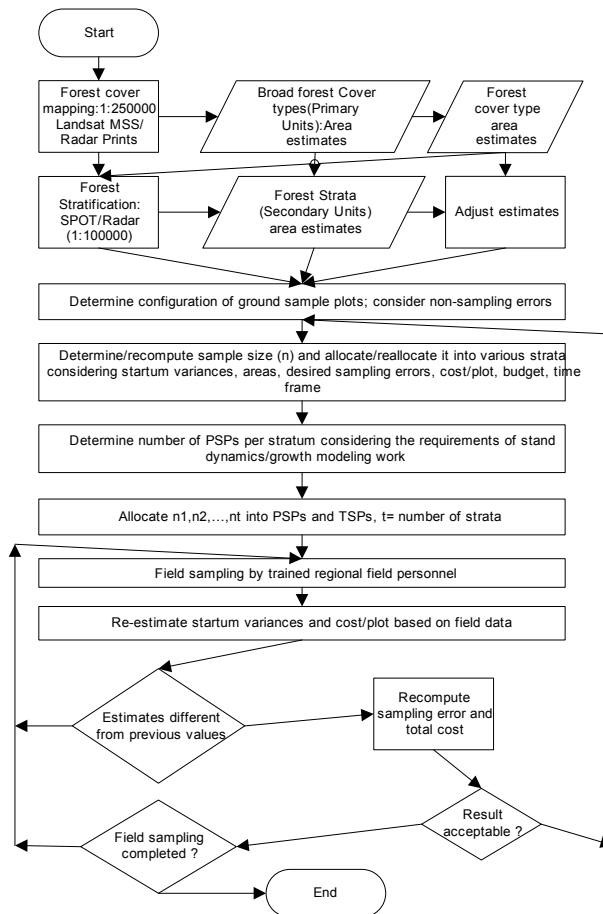 Start
Forest cover
mapping:1:250000
Landsat MSS/
Radar Prints
Broad forest Cover
types(Primary
Units):Area
estimates
Forest
cover type
area
estimates
Forest
Stratification:
SPOT/Radar
(1:100000)
Forest Strata
(Secondary Units)
area estimates
Adjust estimates
Determine configuration of ground sample plots; consider non-sampling errors
Determine/recompute sample size (n) and allocate/reallocate it into various strata
considering startum variances, areas, desired sampling errors, cost/plot, budget, time
frame
Determine number of PSPs per stratum considering the requirements of stand
dynamics/growth modeling work
Allocate n1,n2,...,nt into PSPs and TSPs, t= number of strata
Field sampling by trained regional field personnel
Re-estimate startum variances and cost/plot based on field data
Estimates different
from previous values
Recompute
sampling error and
total cost
Result
acceptable ?
Field sampling
completed ?
End